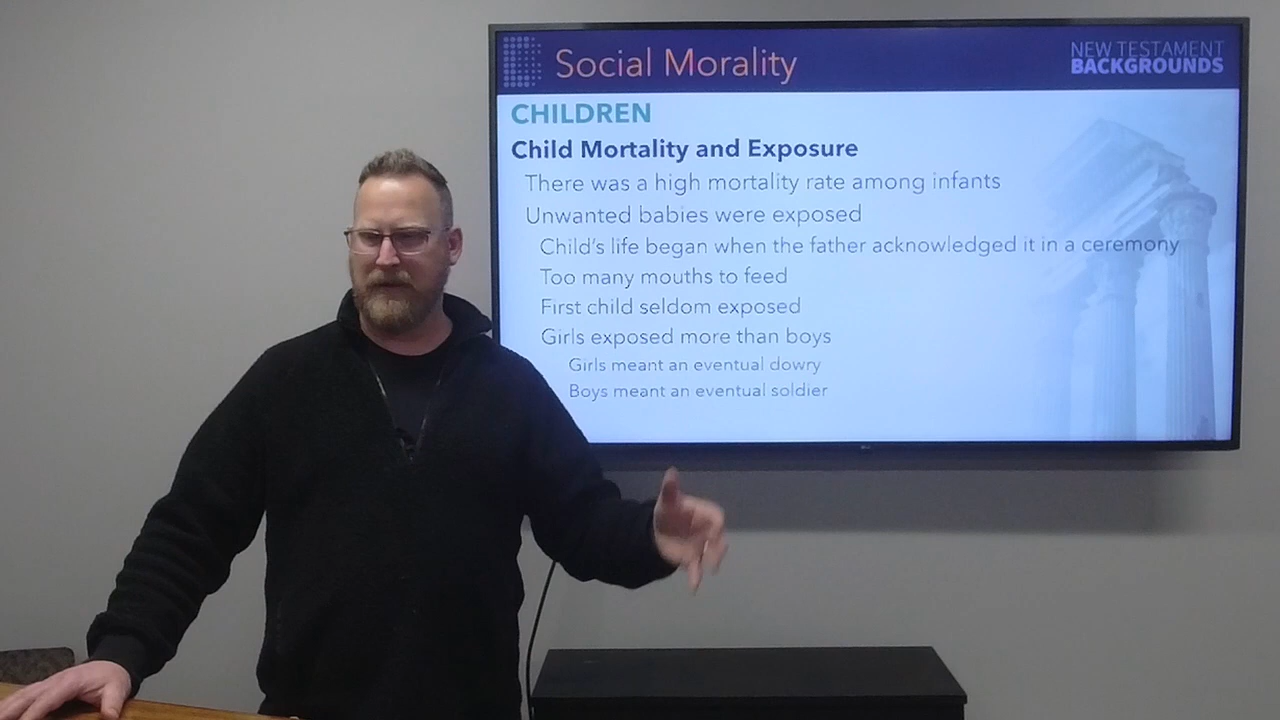 Social Morality
NEW TESTAMENT
BACKGROUNDS
CHILDREN
Child Mortality and Exposure
There was a high mortality rate among infants
Unwanted babies were exposed
Child's life began when the father acknowledged it in a ceremony
Too many mouths to feed
First child seldom exposed
Girls exposed more than boys
Girls meant an eventual dowry
Boys meant an eventual soldier